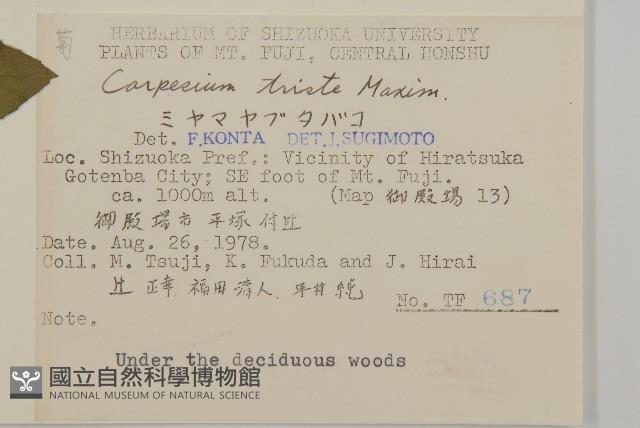 菊
HERBARIUM OF SHIZUOKA UNIVERSITY
PLANTS OF MT. FUJI, CENTRAL HONSHU
Carpesium triste Maxim.
ミヤマヤブタバコ
Det. F.KONTA DET.J.SUGIMOTO
Loc. Shizuoka Pref.: Vicinity of Hiratsuka
Gotenba City; SE foot of Mt. Fuji.
ca. 1000m alt. (Map 御殿場 13)
御殿場市 平塚 付近
Date. Aug. 26, 1978.
Coll. M. Tsuji, K. Fukuda and J. Hirai
辻 正幸 福田 人. 平井 純
No. TF 687
Note.
Under the deciduous woods
國立自然科學博物館
NATIONAL MUSEUM OF NATURAL SCIENCE